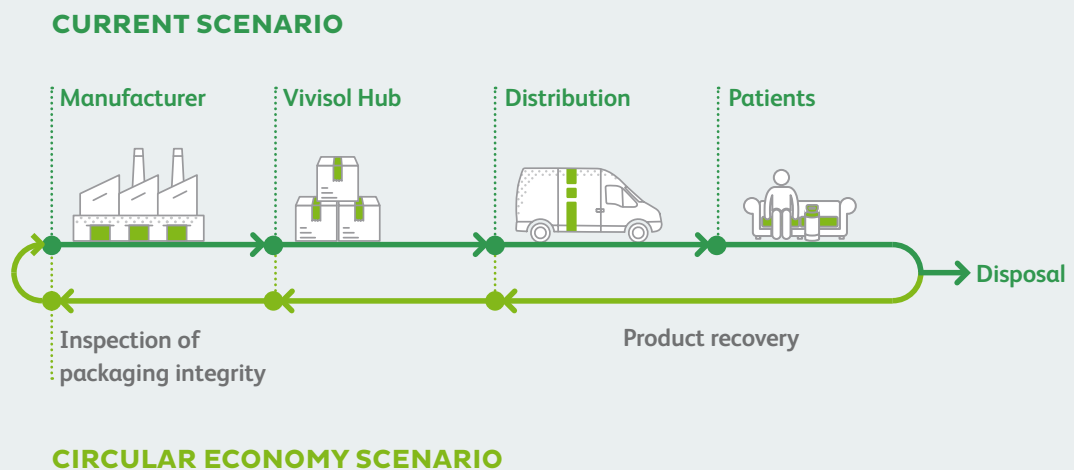 CURRENT SCENARIO
Manufacturer
Vivisol Hub
Distribution
Patients
Disposal
Inspection of
packaging integrity
Product recovery
CIRCULAR ECONOMY SCENARIO